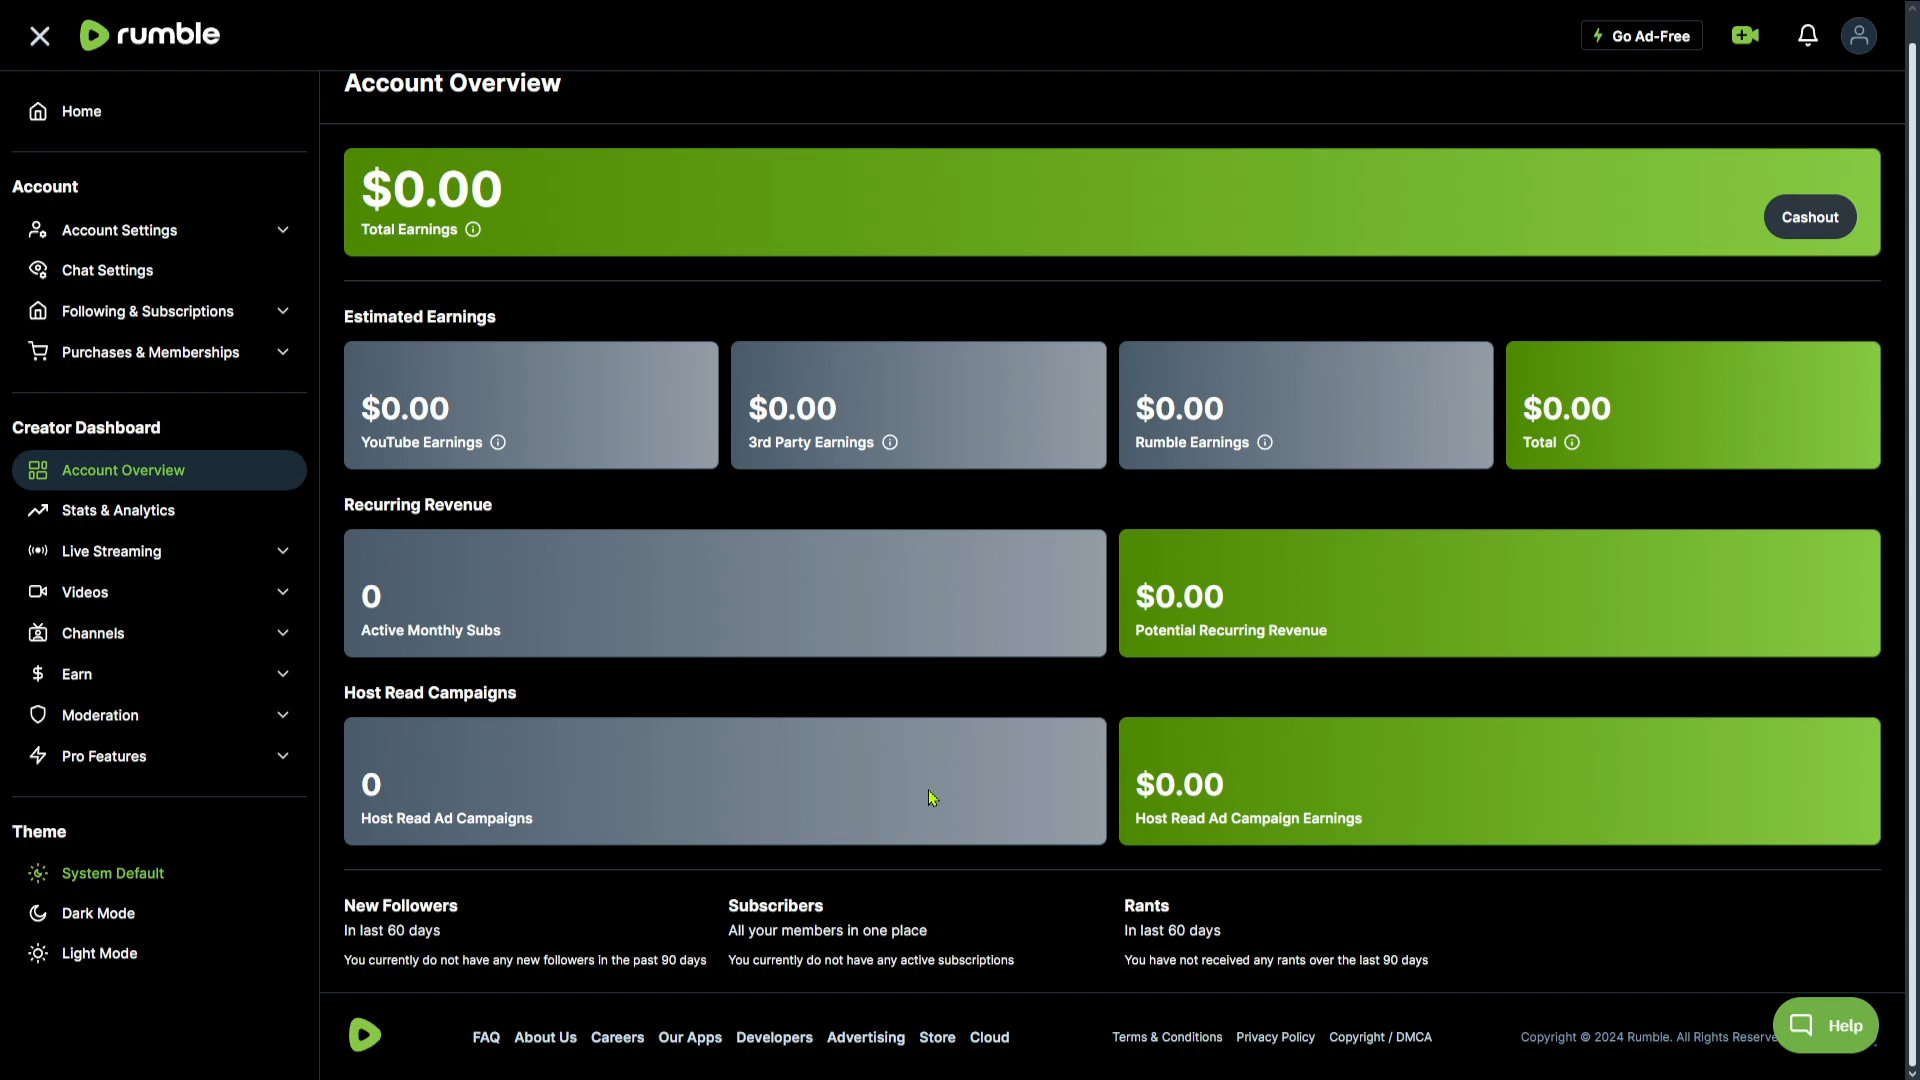 rumble
Go Ad-Free
Home
Account
Account Settings
Chat Settings
Following & Subscriptions
Purchases & Memberships
Creator Dashboard
Account Overview
Stats & Analytics
Live Streaming
Videos
Channels
Earn
Moderation
Pro Features
Theme
System Default
Dark Mode
Light Mode
Account Overview
$0.00
Total Earnings
Cashout
Estimated Earnings
$0.00
YouTube Earnings
$0.00
3rd Party Earnings
$0.00
Rumble Earnings
$0.00
Total
Recurring Revenue
0
Active Monthly Subs
$0.00
Potential Recurring Revenue
Host Read Campaigns
0
Host Read Ad Campaigns
$0.00
Host Read Ad Campaign Earnings
New Followers
In last 60 days
You currently do not have any new followers in the past 90 days
Subscribers
All your members in one place
You currently do not have any active subscriptions
Rants
In last 60 days
You have not received any rants over the last 90 days
FAQ About Us Careers Our Apps Developers Advertising Store Cloud
Terms & Conditions Privacy Policy Copyright / DMCA
Copyright © 2024 Rumble. All Rights Reserve
Help